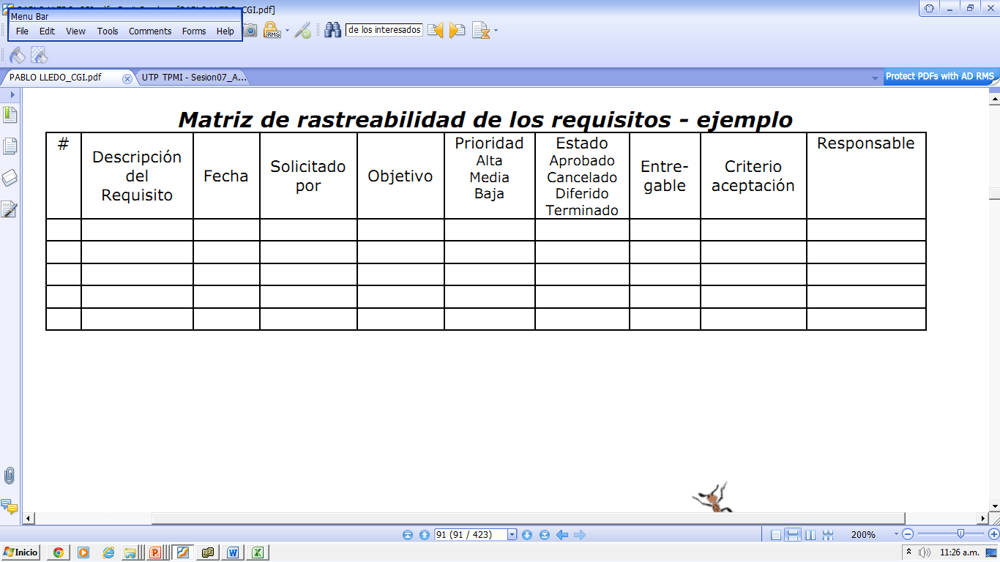 CGI.pdf]
Menu Bar
File Edit View Tools Comments Forms Help
RMS
de los interesados
PABLO LLEDO_CGI.pdf
UTP TPMI - Sesion07_A...
Protect PDFs with AD RMS
Matriz de rastreabilidad de los requisitos - ejemplo
#
Descripción
del
Requisito
Fecha
Solicitado
por
Objetivo
Prioridad
Alta
Media
Baja
Estado
Aprobado
Cancelado
Diferido
Terminado
Entre-
gable
Criterio
aceptación
Responsable
91 (91 / 423)
200%
Inicio
11:26 a.m.